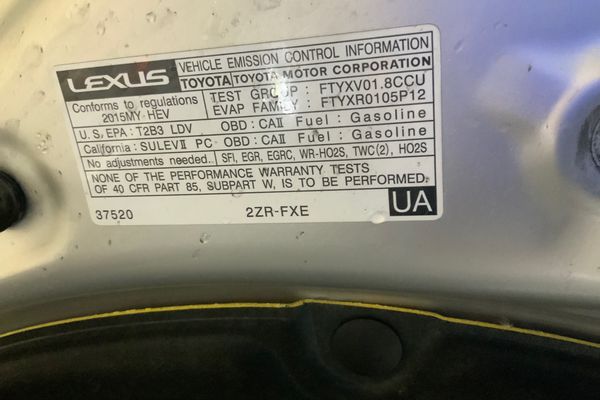 LEXUS
VEHICLE EMISSION CONTROL INFORMATION
TOYOTA/TOYOTA MOTOR CORPORATION
Conforms to regulations
2015MY HEV
TEST GROUP : FTYXV01.8CCU
EVAP FAMILY : FTYXR0105P12
U.S. EPA : T2B3 LDV OBD : CAII Fuel : Gasoline
California : SULEVII PC OBD : CAII Fuel : Gasoline
No adjustments needed. SFI, EGR, EGRC, WR-HO2S, TWC(2), HO2S
NONE OF THE PERFORMANCE WARRANTY TESTS
OF 40 CFR PART 85, SUBPART W, IS TO BE PERFORMED.
37520 2ZR-FXE UA